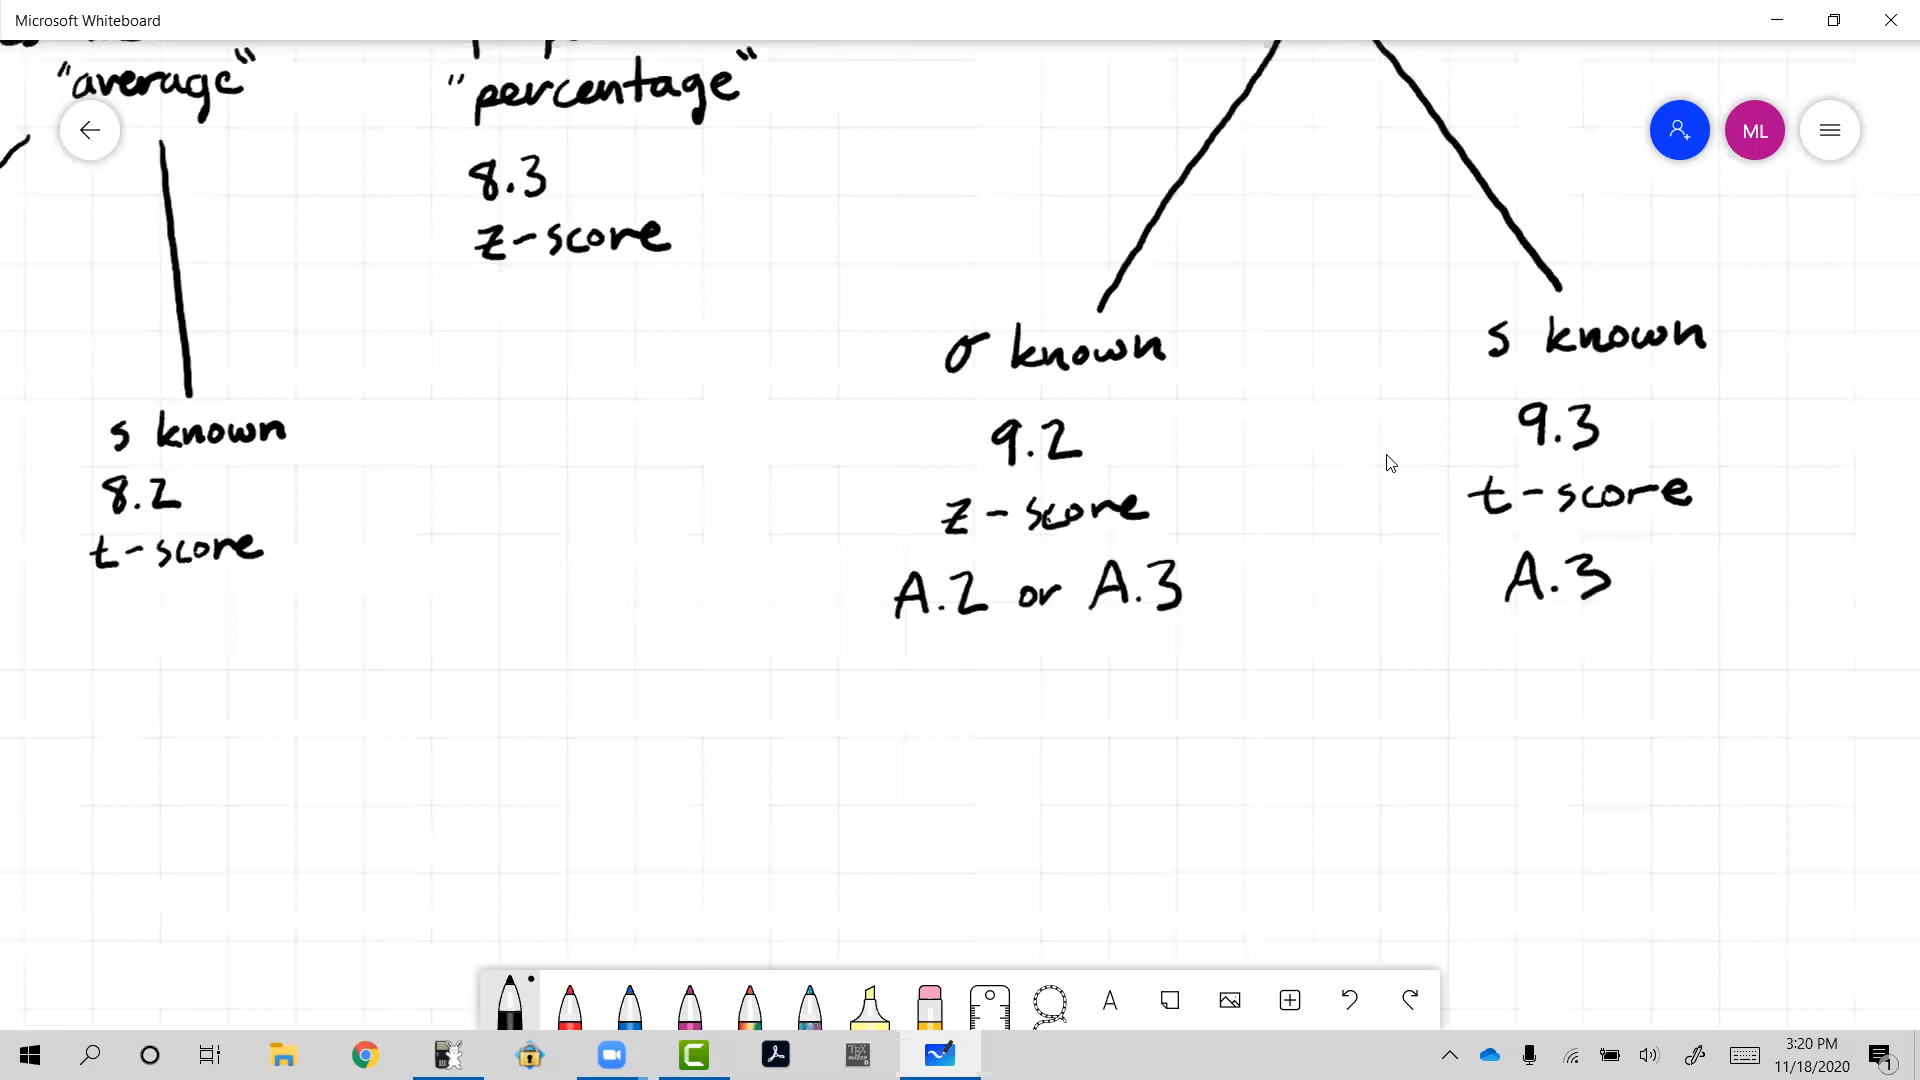 Microsoft Whiteboard
"average"
"percentage"
8.3
z-score
s known
8.2
t-score
σ known
9.2
z-score
A.2 or A.3
s known
9.3
t-score
A.3
ML
3:20 PM
11/18/2020
1